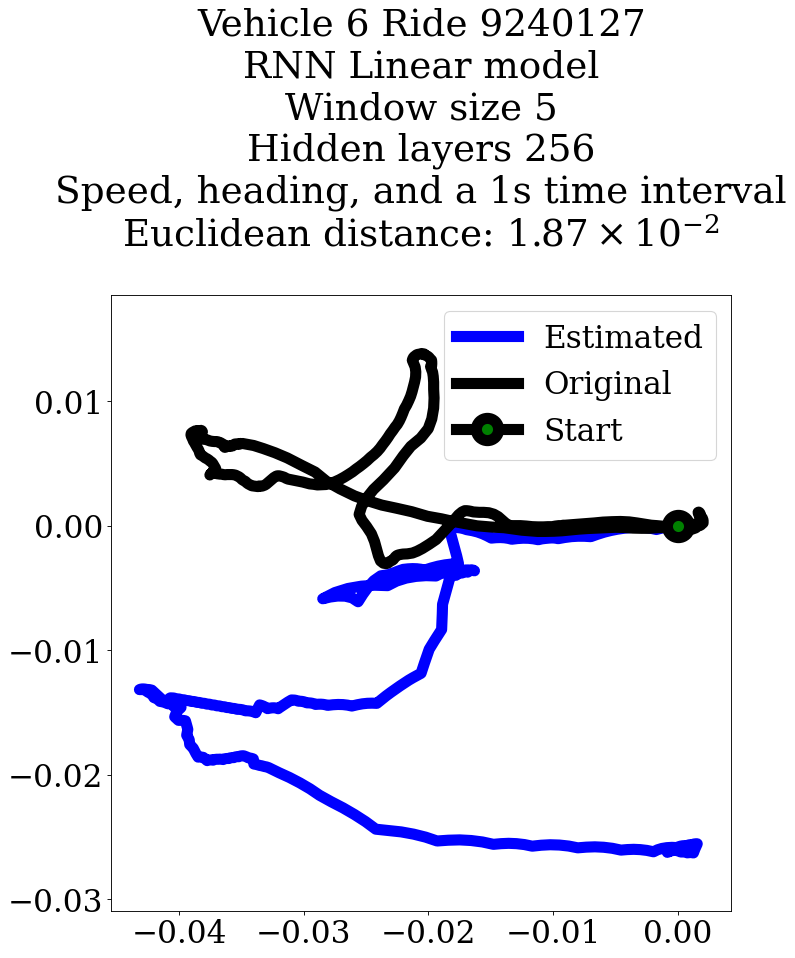 Vehicle 6 Ride 9240127
RNN Linear model
Window size 5
Hidden layers 256
Speed, heading, and a 1s time interval
Euclidean distance: 1.87 × 10⁻²
Estimated
Original
Start
0.01
0.00
−0.01
−0.02
−0.03
−0.04 −0.03 −0.02 −0.01 0.00